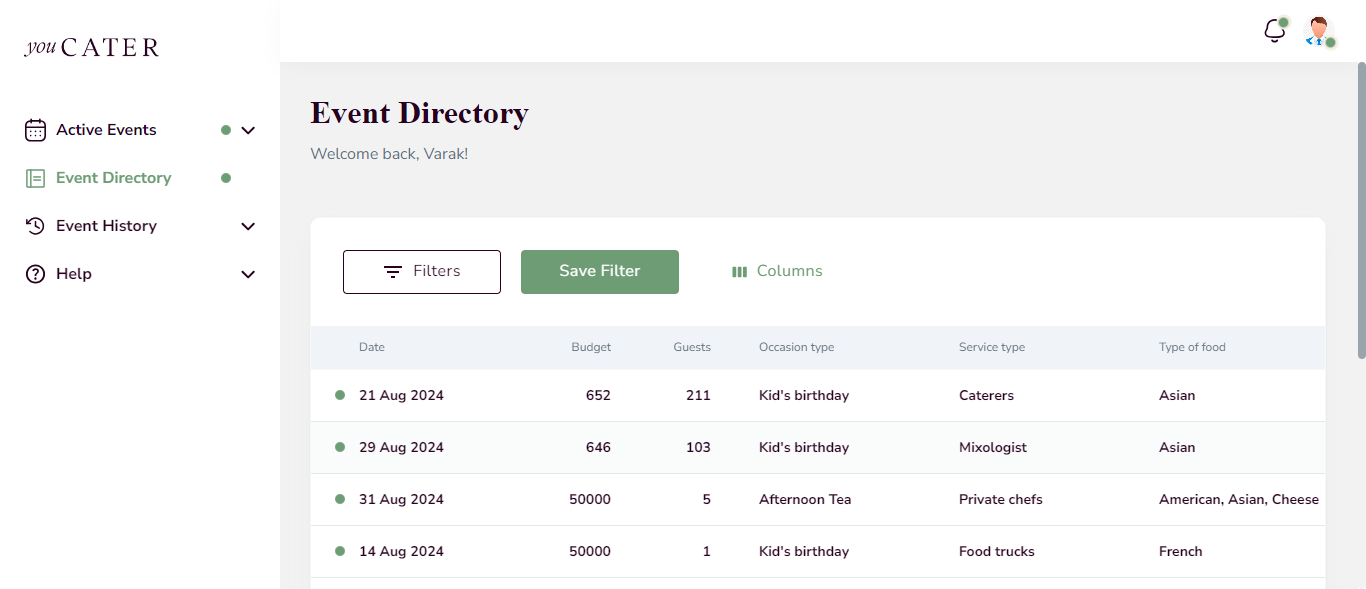 you CATER
Active Events
Event Directory
Event History
Help
Event Directory
Welcome back, Varak!
Filters Save Filter Columns
Date Budget Guests Occasion type Service type Type of food
21 Aug 2024 652 211 Kid's birthday Caterers Asian
29 Aug 2024 646 103 Kid's birthday Mixologist Asian
31 Aug 2024 50000 5 Afternoon Tea Private chefs American, Asian, Cheese
14 Aug 2024 50000 1 Kid's birthday Food trucks French